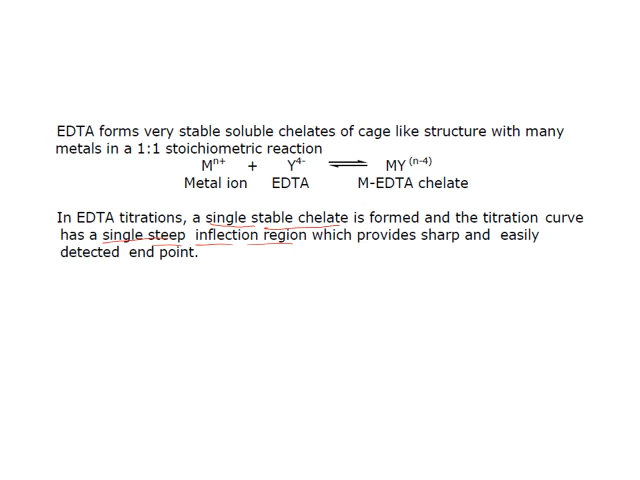 EDTA forms very stable soluble chelates of cage like structure with many
metals in a 1:1 stoichiometric reaction
Mⁿ⁺ + Y⁴⁻ ⇌ MY ⁽ⁿ⁻⁴⁾
Metal ion EDTA M-EDTA chelate
In EDTA titrations, a single stable chelate is formed and the titration curve
has a single steep inflection region which provides sharp and easily
detected end point.